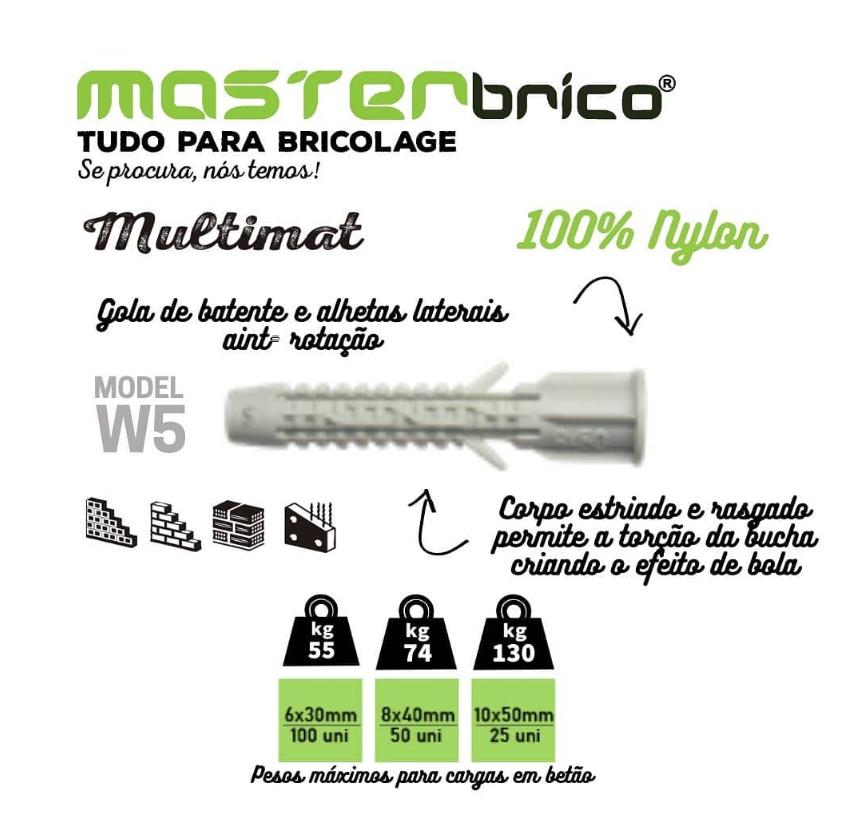 masterbrico®
TUDO PARA BRICOLAGE
Se procura, nós temos!
Multimat
100% Nylon
Gola de batente e alhetas laterais
aint- rotação
MODEL
W5
S
Corpo estriado e rasgado
permite a torção da bucha
criando o efeito de bola
kg
55
kg
74
kg
130
6x30mm
100 uni
8x40mm
50 uni
10x50mm
25 uni
Pesos máximos para cargas em betão